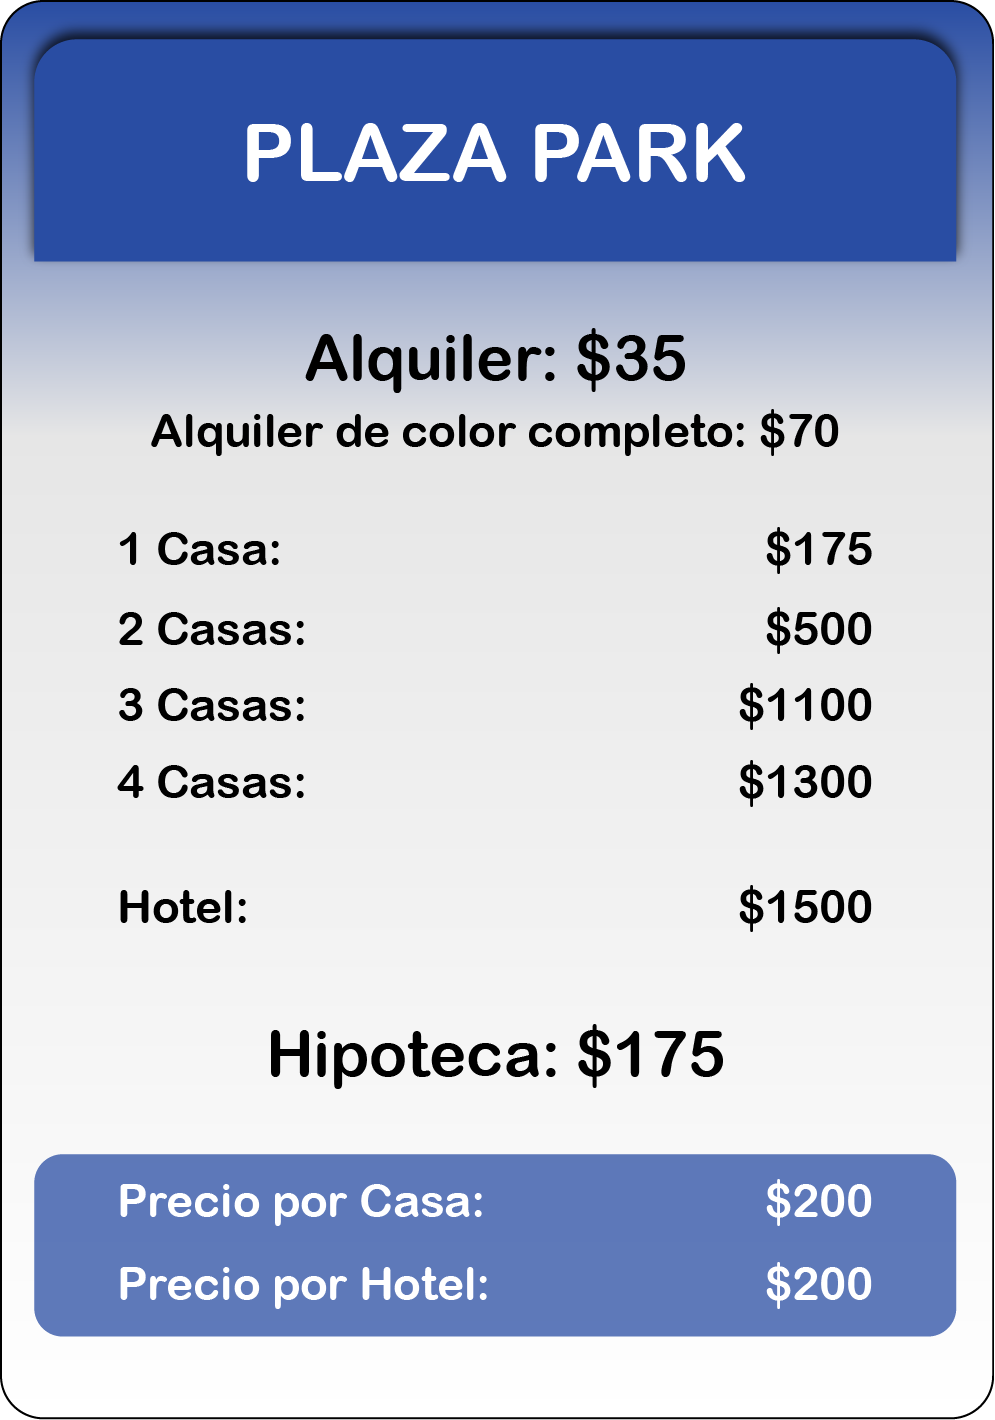 PLAZA PARK
Alquiler: $35
Alquiler de color completo: $70
1 Casa: $175
2 Casas: $500
3 Casas: $1100
4 Casas: $1300
Hotel: $1500
Hipoteca: $175
Precio por Casa: $200
Precio por Hotel: $200